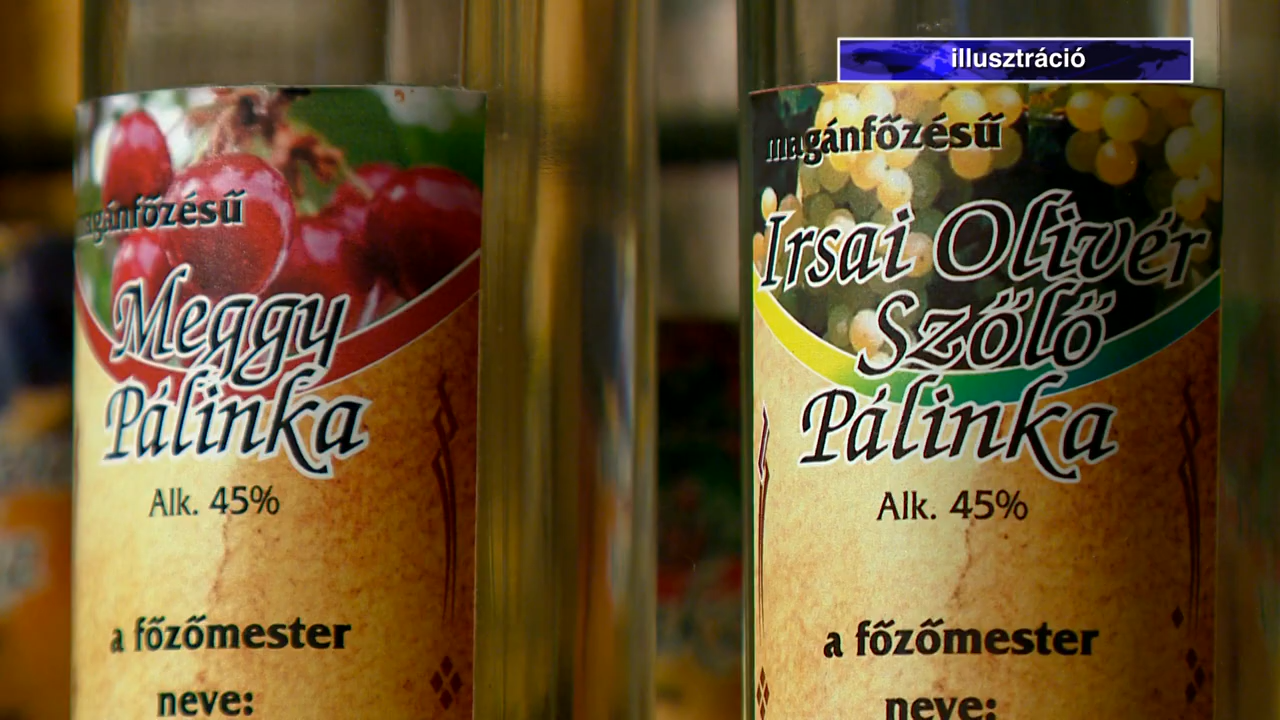 illusztráció
magánfőzésű
Meggy
Pálinka
Alk. 45%
a főzőmester
neve:
magánfőzésű
Irsai Olivér
Szőlő
Pálinka
Alk. 45%
a főzőmester
neve: